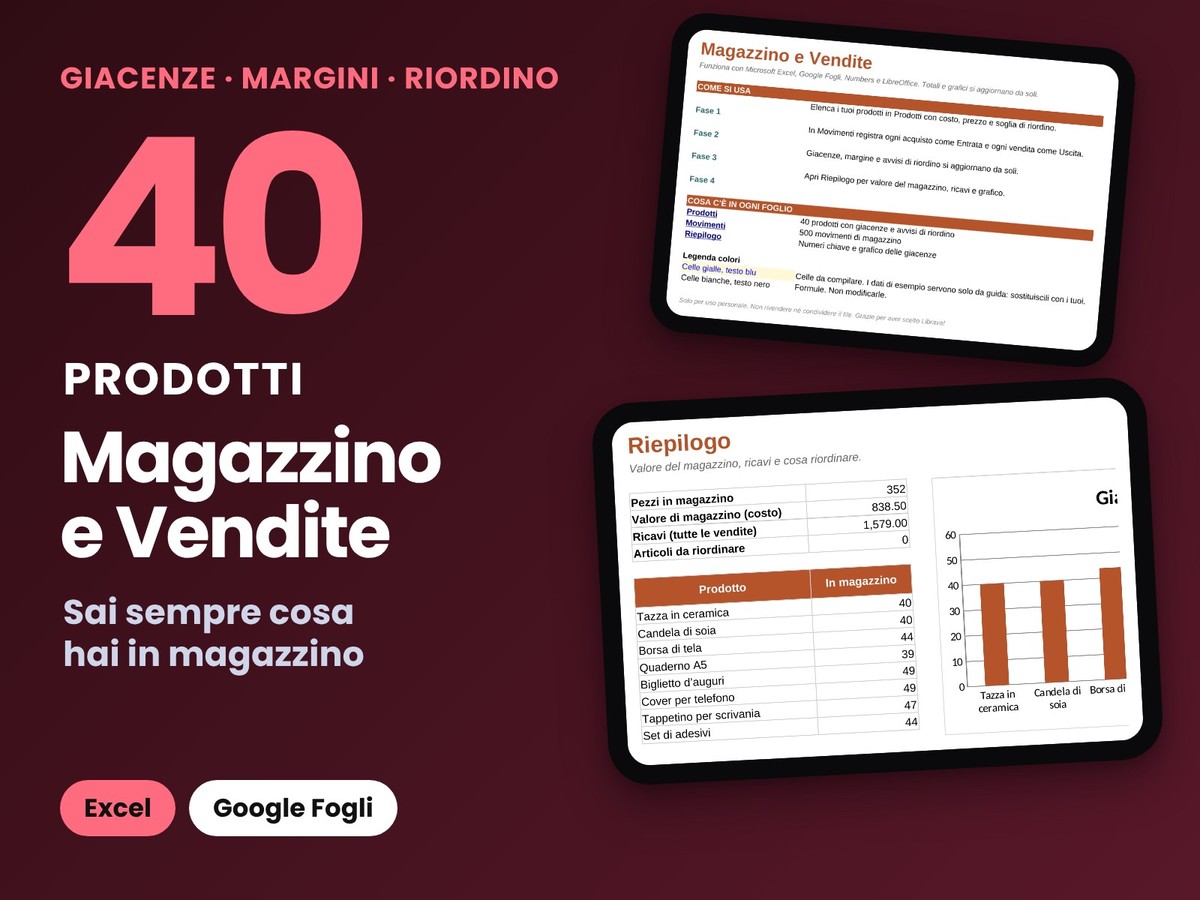 GIACENZE · MARGINI · RIORDINO
40
PRODOTTI
Magazzino
e Vendite
Sai sempre cosa
hai in magazzino
Excel
Google Fogli
Magazzino e Vendite
Funziona con Microsoft Excel, Google Fogli, Numbers e LibreOffice. Totali e grafici si aggiornano da soli.
COME SI USA
Fase 1 Elenca i tuoi prodotti in Prodotti con costo, prezzo e soglia di riordino.
Fase 2 In Movimenti registra ogni acquisto come Entrata e ogni vendita come Uscita.
Fase 3 Giacenze, margine e avvisi di riordino si aggiornano da soli.
Fase 4 Apri Riepilogo per valore del magazzino, ricavi e grafico.
COSA C'È IN OGNI FOGLIO
Prodotti 40 prodotti con giacenze e avvisi di riordino
Movimenti 500 movimenti di magazzino
Riepilogo Numeri chiave e grafico delle giacenze
Legenda colori
Celle gialle, testo blu Celle da compilare. I dati di esempio servono solo da guida: sostituiscili con i tuoi.
Celle bianche, testo nero Formule. Non modificarle.
Solo per uso personale. Non rivendere né condividere il file. Grazie per aver scelto Librava!
Riepilogo
Valore del magazzino, ricavi e cosa riordinare.
Pezzi in magazzino 352
Valore di magazzino (costo) 838.50
Ricavi (tutte le vendite) 1,579.00
Articoli da riordinare 0
Prodotto In magazzino
Tazza in ceramica 40
Candela di soia 40
Borsa di tela 44
Quaderno A5 39
Biglietto d'auguri 49
Cover per telefono 49
Tappetino per scrivania 47
Set di adesivi 44
Gia
60
50
40
30
20
10
0
Tazza in
ceramica
Candela di
soia
Borsa di